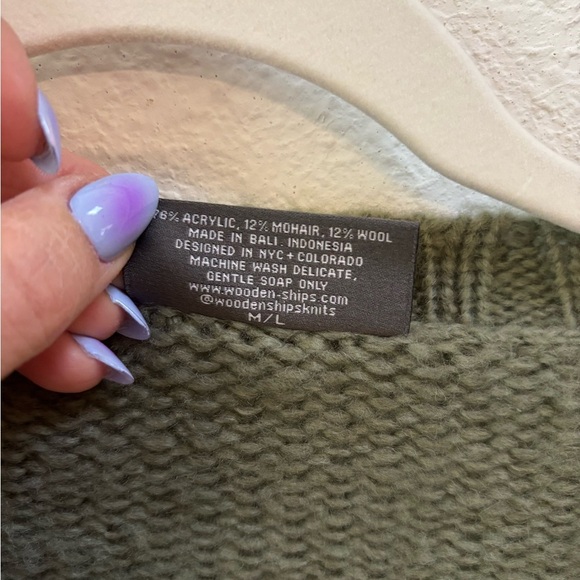 76% ACRYLIC, 12% MOHAIR, 12% WOOL
MADE IN BALI. INDONESIA
DESIGNED IN NYC + COLORADO
MACHINE WASH DELICATE,
GENTLE SOAP ONLY
www.wooden-ships.com
@woodenshipsknits
M/L